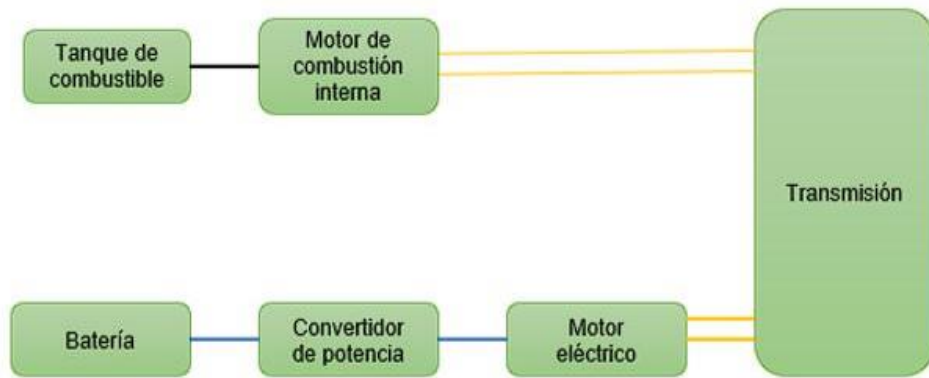 Tanque de
combustible
Motor de
combustión
interna
Transmisión
Batería
Convertidor
de potencia
Motor
eléctrico